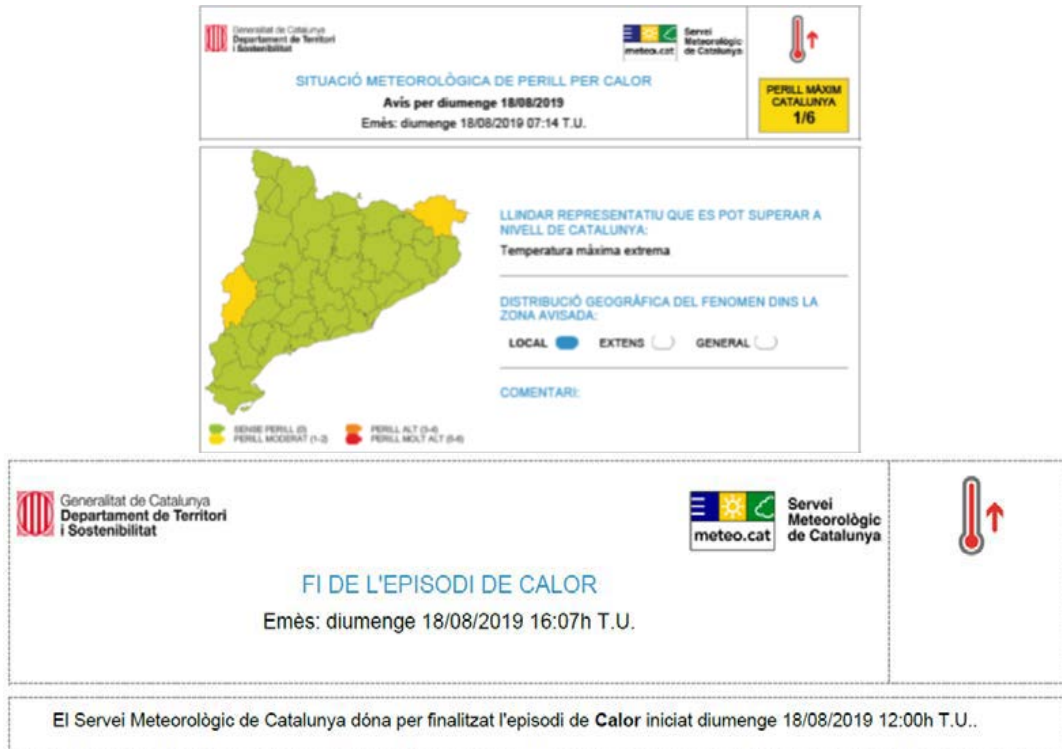 Generalitat de Catalunya
Departament de Territori
i Sostenibilitat
meteo.cat
Servei
Meteorològic
de Catalunya
SITUACIÓ METEOROLÒGICA DE PERILL PER CALOR
Avís per diumenge 18/08/2019
Emès: diumenge 18/08/2019 07:14 T.U.
PERILL MÀXIM
CATALUNYA
1/6
LLINDAR REPRESENTATIU QUE ES POT SUPERAR A
NIVELL DE CATALUNYA:
Temperatura màxima extrema
DISTRIBUCIÓ GEOGRÀFICA DEL FENOMEN DINS LA
ZONA AVISADA:
LOCAL EXTENS GENERAL
COMENTARI:
SENSE PERILL (0) PERILL ALT (3-4)
PERILL MODERAT (1-2) PERILL MOLT ALT (5-6)
Generalitat de Catalunya
Departament de Territori
i Sostenibilitat
meteo.cat
Servei
Meteorològic
de Catalunya
FI DE L'EPISODI DE CALOR
Emès: diumenge 18/08/2019 16:07h T.U.
El Servei Meteorològic de Catalunya dóna per finalitzat l'episodi de Calor iniciat diumenge 18/08/2019 12:00h T.U..